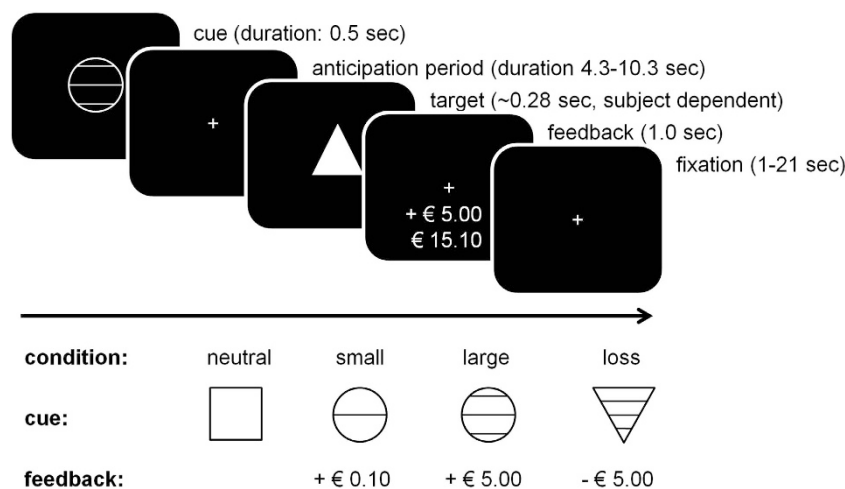 cue (duration: 0.5 sec)
anticipation period (duration 4.3-10.3 sec)
target (~0.28 sec, subject dependent)
feedback (1.0 sec)
fixation (1-21 sec)
+
+
+ € 5.00
€ 15.10
+
condition: neutral small large loss
cue:
feedback: + € 0.10 + € 5.00 - € 5.00